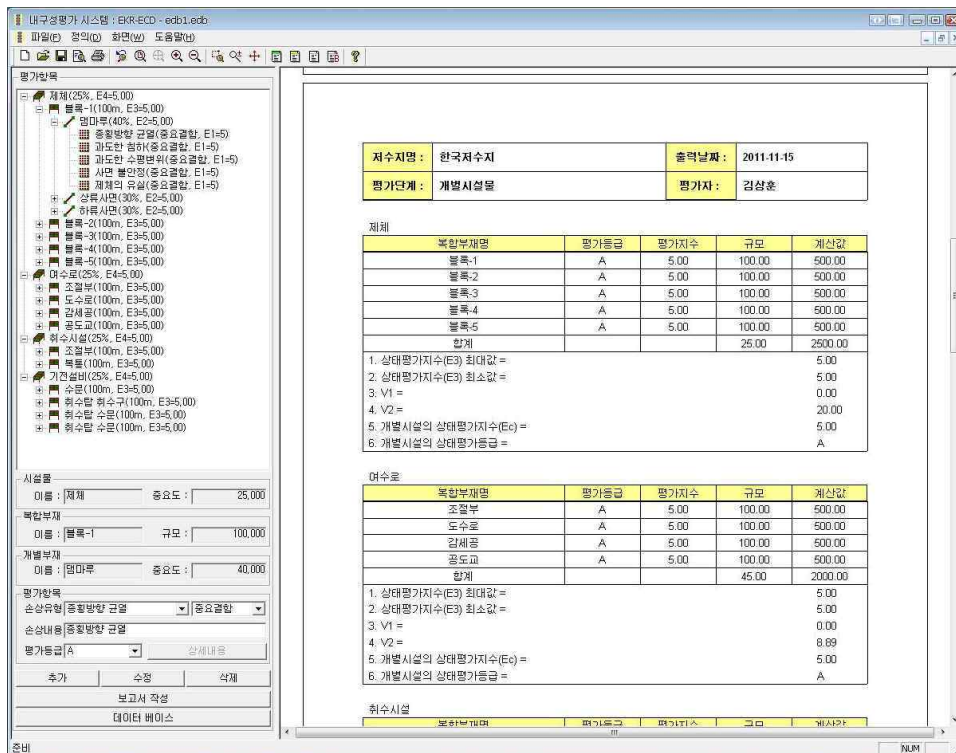 내구성평가 시스템 : EKR-ECD - edb1.edb
파일(F) 정의(D) 화면(W) 도움말(H)
평가항목
제체(25%, E4=5,00)
블록-1(100m, E3=5,00)
댐마루(40%, E2=5,00)
종횡방향 균열(중요결함, E1=5)
과도한 침하(중요결함, E1=5)
과도한 수평변위(중요결함, E1=5)
사면 불안정(중요결함, E1=5)
제체의 유실(중요결함, E1=5)
상류사면(30%, E2=5,00)
하류사면(30%, E2=5,00)
블록-2(100m, E3=5,00)
블록-3(100m, E3=5,00)
블록-4(100m, E3=5,00)
블록-5(100m, E3=5,00)
여수로(25%, E4=5,00)
조절부(100m, E3=5,00)
도수로(100m, E3=5,00)
감세공(100m, E3=5,00)
공도교(100m, E3=5,00)
취수시설(25%, E4=5,00)
조절부(100m, E3=5,00)
복통(100m, E3=5,00)
기전설비(25%, E4=5,00)
수문(100m, E3=5,00)
취수탑 취수구(100m, E3=5,00)
취수탑 수문(100m, E3=5,00)
취수탑 수문(100m, E3=5,00)
시설물
이름 : 제체 중요도 : 25,000
복합부재
이름 : 블록-1 규모 : 100,000
개별부재
이름 : 댐마루 중요도 : 40,000
평가항목
손상유형 종횡방향 균열 중요결함
손상내용 종횡방향 균열
평가등급 A 상세내용
추가 수정 삭제
보고서 작성
데이터 베이스
준비
저수지명 : 한국저수지 출력날짜 : 2011-11-15
평가단계 : 개별시설물 평가자 : 김상훈
제체
복합부재명 평가등급 평가지수 규모 계산값
블록-1 A 5.00 100.00 500.00
블록-2 A 5.00 100.00 500.00
블록-3 A 5.00 100.00 500.00
블록-4 A 5.00 100.00 500.00
블록-5 A 5.00 100.00 500.00
합계 25.00 2500.00
1. 상태평가지수(E3) 최대값 = 5.00
2. 상태평가지수(E3) 최소값 = 5.00
3. V1 = 0.00
4. V2 = 20.00
5. 개별시설의 상태평가지수(Ec) = 5.00
6. 개별시설의 상태평가등급 = A
여수로
복합부재명 평가등급 평가지수 규모 계산값
조절부 A 5.00 100.00 500.00
도수로 A 5.00 100.00 500.00
감세공 A 5.00 100.00 500.00
공도교 A 5.00 100.00 500.00
합계 45.00 2000.00
1. 상태평가지수(E3) 최대값 = 5.00
2. 상태평가지수(E3) 최소값 = 5.00
3. V1 = 0.00
4. V2 = 8.89
5. 개별시설의 상태평가지수(Ec) = 5.00
6. 개별시설의 상태평가등급 = A
취수시설
복합부재명 평가등급 평가지수 규모 계산값
NUM